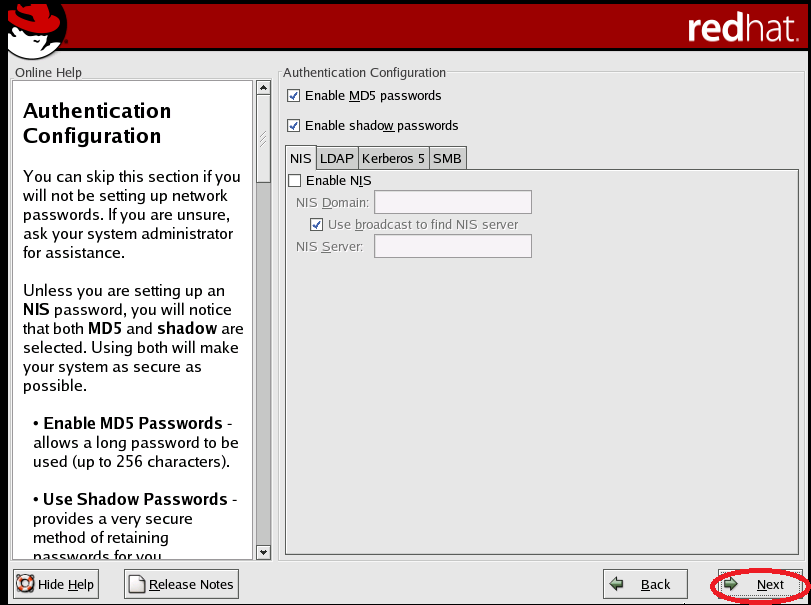 redhat.
Online Help
Authentication
Configuration
You can skip this section if you
will not be setting up network
passwords. If you are unsure,
ask your system administrator
for assistance.
Unless you are setting up an
NIS password, you will notice
that both MD5 and shadow are
selected. Using both will make
your system as secure as
possible.
• Enable MD5 Passwords -
allows a long password to be
used (up to 256 characters).
• Use Shadow Passwords -
provides a very secure
method of retaining
passwords for you
Authentication Configuration
Enable MD5 passwords
Enable shadow passwords
NIS LDAP Kerberos 5 SMB
Enable NIS
NIS Domain:
Use broadcast to find NIS server
NIS Server:
Hide Help Release Notes Back Next